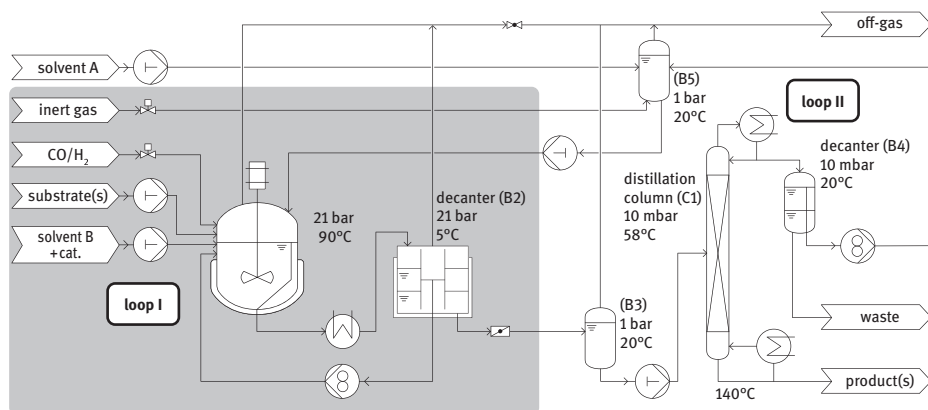 off-gas
solvent A
(B5)
1 bar
20°C
loop II
inert gas
CO/H₂
substrate(s)
solvent B
+cat.
21 bar
90°C
decanter (B2)
21 bar
5°C
distillation
column (C1)
10 mbar
58°C
decanter (B4)
10 mbar
20°C
loop I
(B3)
1 bar
20°C
waste
140°C
product(s)